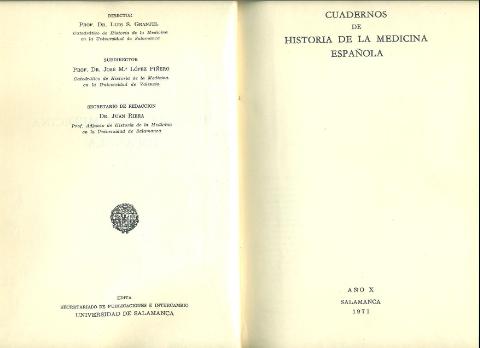 DIRECTOR:
PROF. DR. LUIS S. GRANJEL
Catedrático de Historia de la Medicina
en la Universidad de Salamanca
SUBDIRECTOR
PROF. DR. JOSÉ Mª LÓPEZ PIÑERO
Catedrático de Historia de la Medicina
en la Universidad de Valencia
SECRETARIO DE REDACCION
DR. JUAN RIERA
Prof. Adjunto de Historia de la Medicina
en la Universidad de Salamanca
EDITA
SECRETARIADO DE PUBLICACIONES E INTERCAMBIO
UNIVERSIDAD DE SALAMANCA
CUADERNOS
DE
HISTORIA DE LA MEDICINA
ESPAÑOLA
AÑO X
SALAMANCA
1971